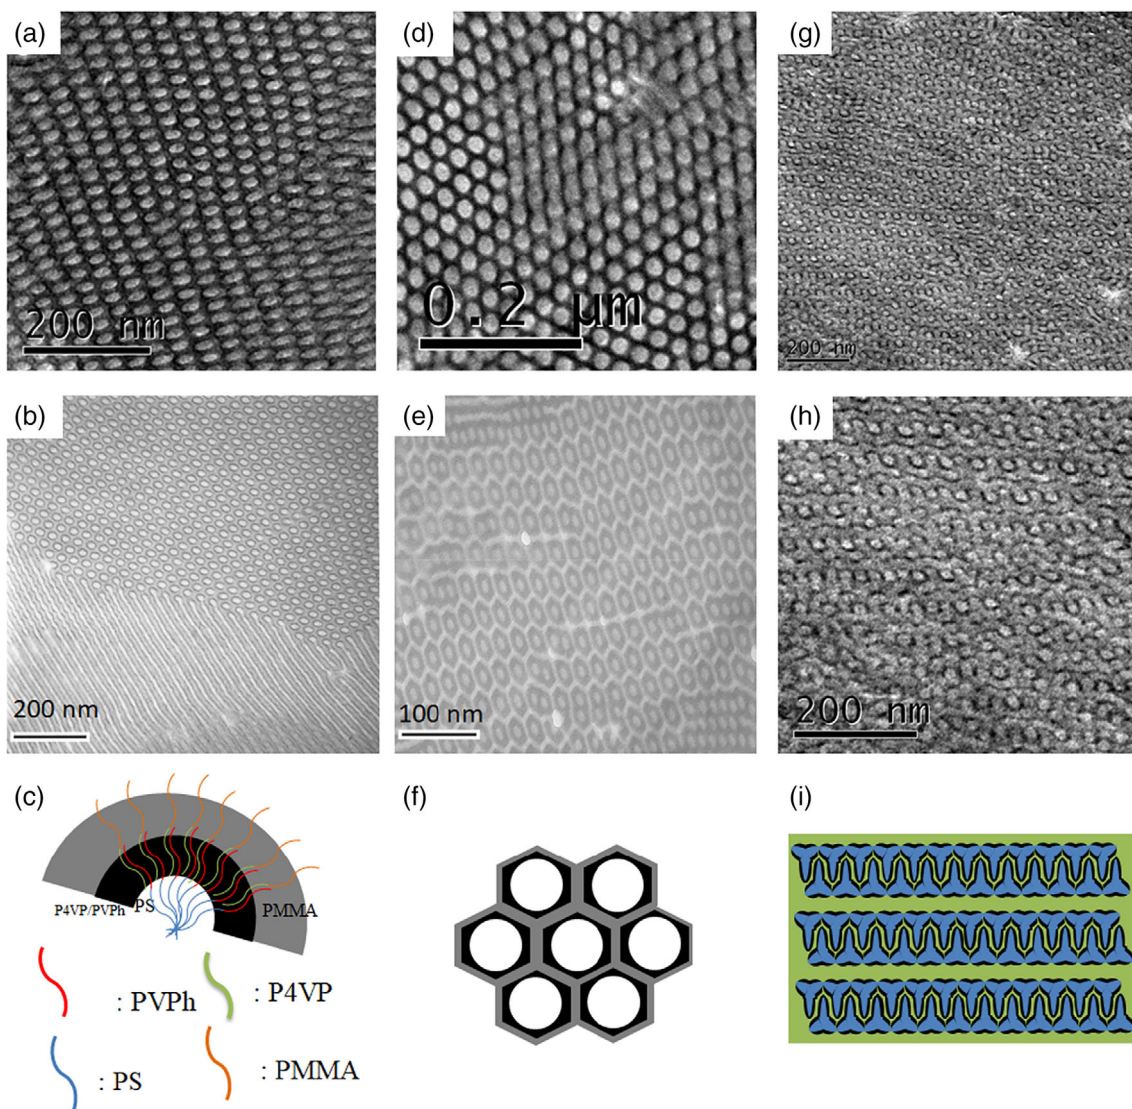 (a)
200 nm
(d)
0.2 µm
(g)
200 nm
(b)
200 nm
(e)
100 nm
(h)
200 nm
(c)
P4VP/PVPh
PS
PMMA
: PVPh
: P4VP
: PS
: PMMA
(f)
(i)